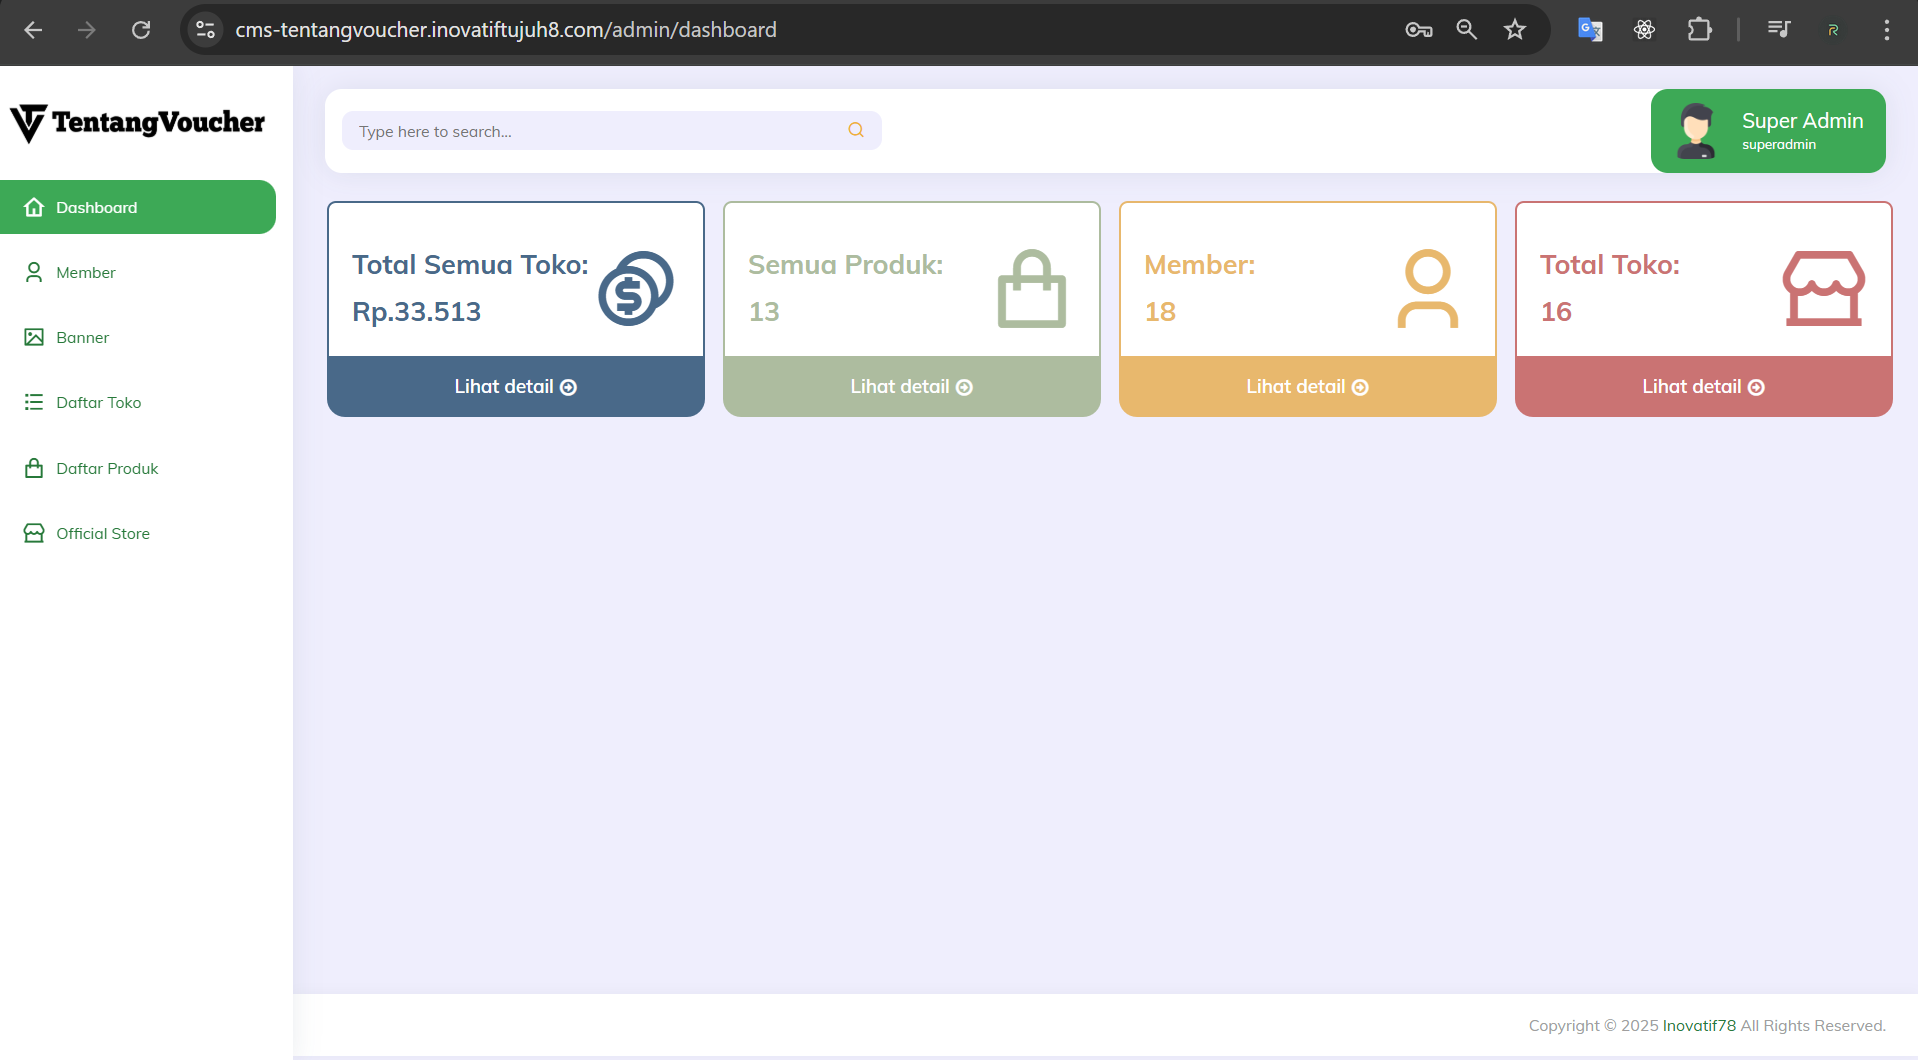 cms-tentangvoucher.inovatiftujuh8.com/admin/dashboard
TentangVoucher
Type here to search...
Super Admin
superadmin
Dashboard
Member
Banner
Daftar Toko
Daftar Produk
Official Store
Total Semua Toko:
Rp.33.513
Lihat detail
Semua Produk:
13
Lihat detail
Member:
18
Lihat detail
Total Toko:
16
Lihat detail
Copyright © 2025 Inovatif78 All Rights Reserved.